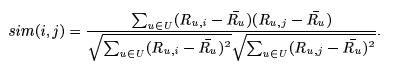 sim(i, j) = \frac{\sum_{u \in U} (R_{u,i} - \bar{R_u})(R_{u,j} - \bar{R_u})}{\sqrt{\sum_{u \in U} (R_{u,i} - \bar{R_u})^2} \sqrt{\sum_{u \in U} (R_{u,j} - \bar{R_u})^2}}.